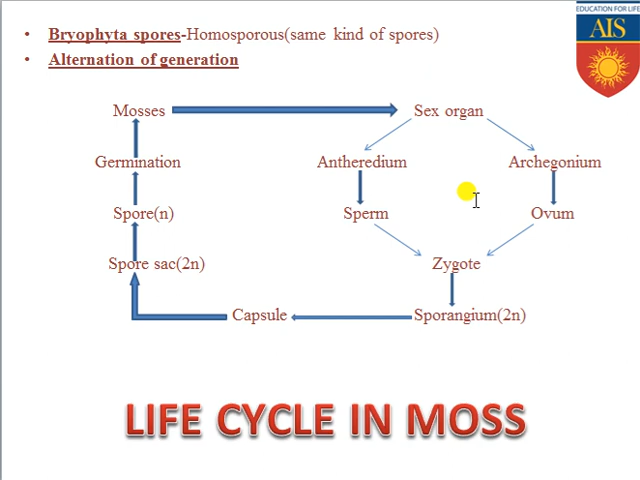 EDUCATION FOR LIFE
AIS
• Bryophyta spores-Homosporous(same kind of spores)
• Alternation of generation
Mosses
Sex organ
Germination
Antheredium
Archegonium
Spore(n)
Sperm
Ovum
Spore sac(2n)
Zygote
Capsule
Sporangium(2n)
LIFE CYCLE IN MOSS